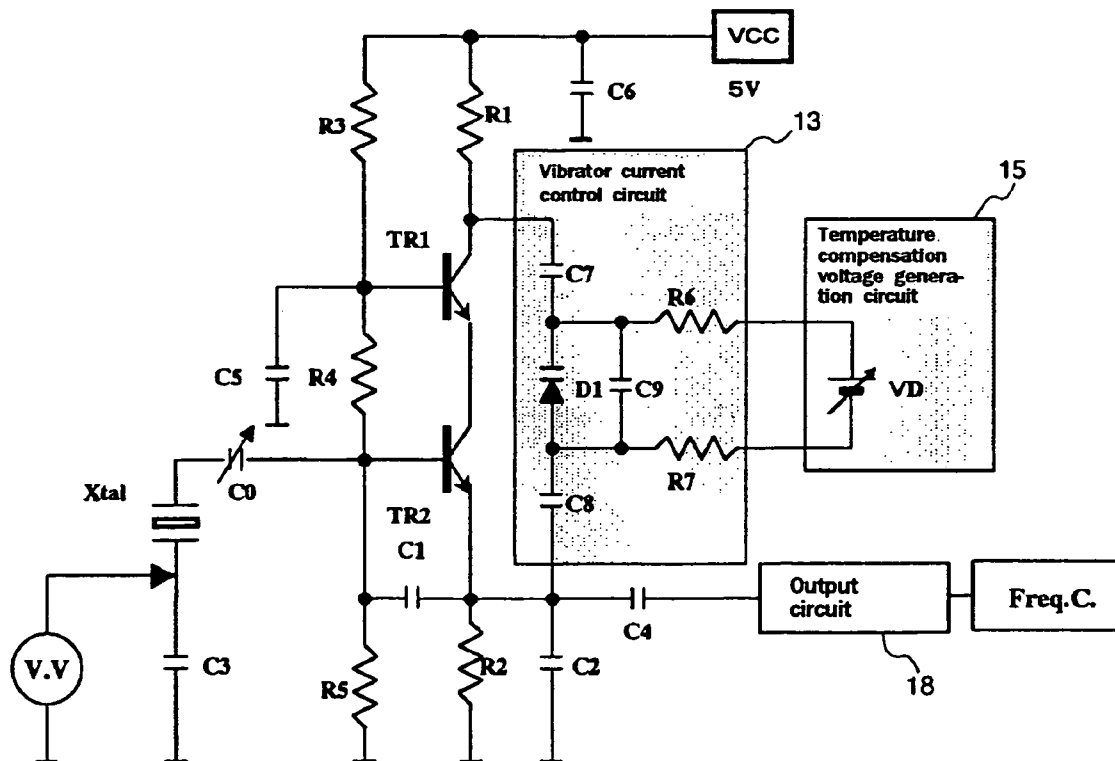 VCC
5V
C6
R3
R1
13
Vibrator current
control circuit
15
TR1
C7
Temperature
compensation
voltage genera-
tion circuit
R6
C5
R4
D1
C9
VD
Xtal
C0
R7
TR2
C8
C1
Output
circuit
Freq.C.
C4
V.V
C3
R5
R2
C2
18